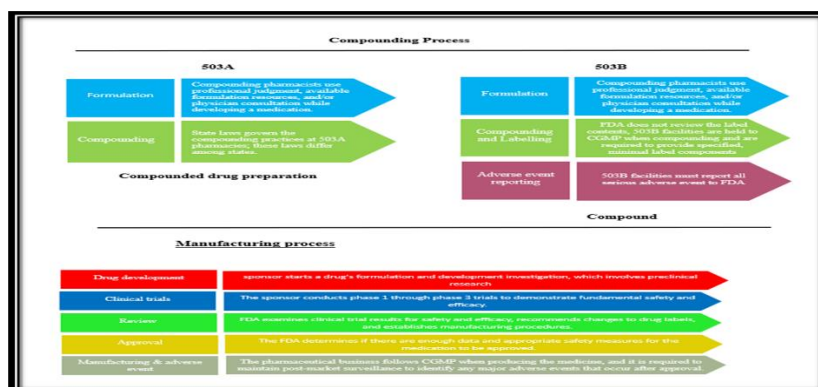 Compounding Process
503A
Formulation
Compounding pharmacists use
professional judgment, available
formulation resources, and/or
physician consultation while
developing a medication.
Compounding
State laws govern the
compounding practices at 503A
pharmacies; these laws differ
among states.
Compounded drug preparation
503B
Formulation
Compounding pharmacists use
professional judgment, available
formulation resources, and/or
physician consultation while
developing a medication.
Compounding
and Labelling
FDA does not review the label
contents, 503B facilities are held to
CGMP when compounding and are
required to provide specified,
minimal label components
Adverse event
reporting
503B facilities must report all
serious adverse event to FDA
Compound
Manufacturing process
Drug development
sponsor starts a drug's formulation and development investigation, which involves preclinical
research
Clinical trials
The sponsor conducts phase 1 through phase 3 trials to demonstrate fundamental safety and
efficacy.
Review
FDA examines clinical trial results for safety and efficacy, recommends changes to drug labels,
and establishes manufacturing procedures.
Approval
The FDA determines if there are enough data and appropriate safety measures for the
medication to be approved.
Manufacturing & adverse
event
The pharmaceutical business follows CGMP when producing the medicine, and it is required to
maintain post-market surveillance to identify any major adverse events that occur after approval.